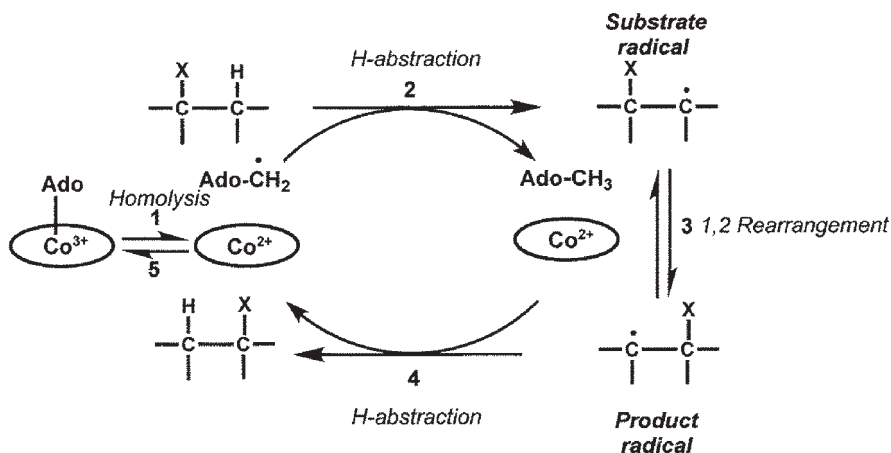 Substrate
radical
H-abstraction
X H
2
X
C C
C C
Ado-CH2
Ado-CH3
Ado
Homolysis
1
Co3+
Co2+
Co2+
3 1,2 Rearrangement
5
H X
X
C C
C C
4
H-abstraction
Product
radical